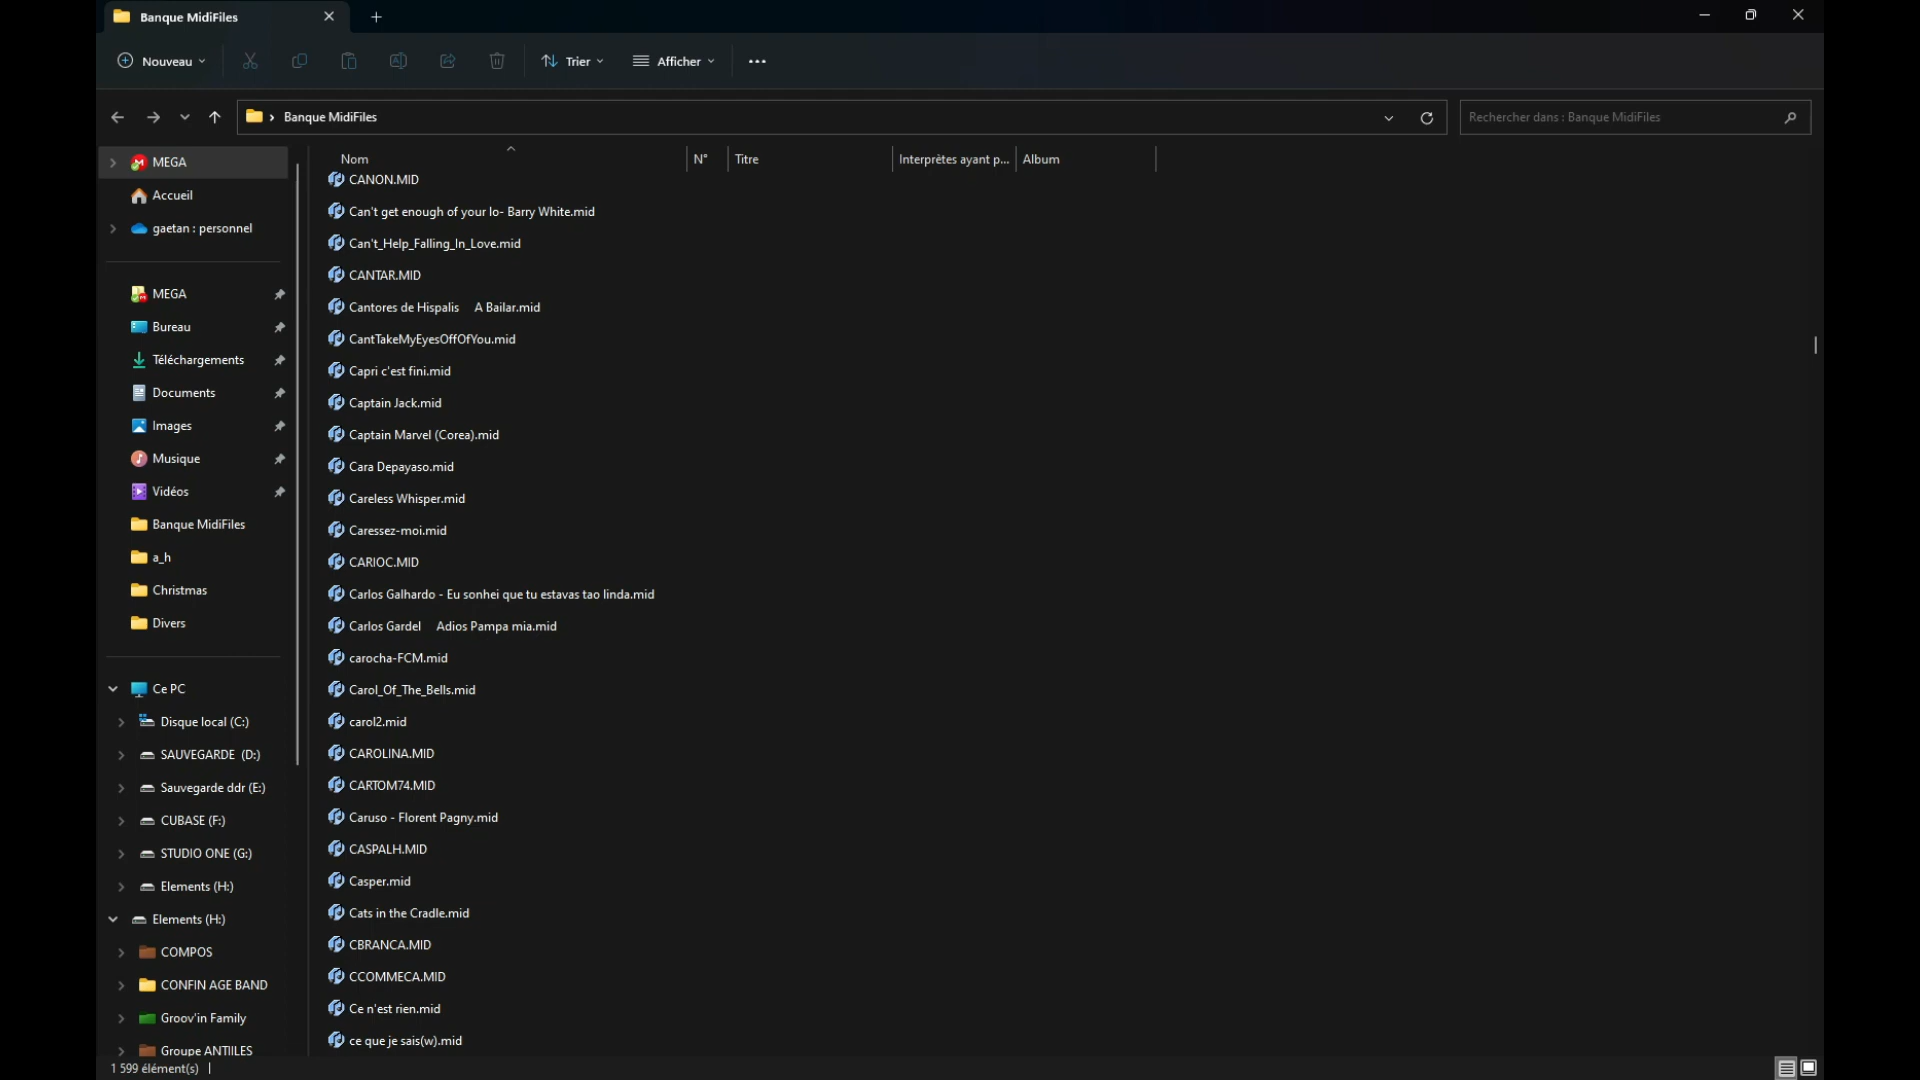 Banque MidiFiles
Nouveau
Trier
Afficher
Banque MidiFiles
Rechercher dans : Banque MidiFiles
MEGA
Accueil
gaetan : personnel
MEGA
Bureau
Téléchargements
Documents
Images
Musique
Vidéos
Banque MidiFiles
a_h
Christmas
Divers
Ce PC
Disque local (C:)
SAUVEGARDE (D:)
Sauvegarde ddr (E:)
CUBASE (F:)
STUDIO ONE (G:)
Elements (H:)
Elements (H:)
COMPOS
CONFIN AGE BAND
Groov'in Family
Groupe ANTIILES
Nom N° Titre Interprètes ayant p... Album
CANON.MID
Can't get enough of your lo- Barry White.mid
Can't_Help_Falling_In_Love.mid
CANTAR.MID
Cantores de Hispalis A Bailar.mid
CantTakeMyEyesOffOfYou.mid
Capri c'est fini.mid
Captain Jack.mid
Captain Marvel (Corea).mid
Cara Depayaso.mid
Careless Whisper.mid
Caressez-moi.mid
CARIOC.MID
Carlos Galhardo - Eu sonhei que tu estavas tao linda.mid
Carlos Gardel Adios Pampa mia.mid
carocha-FCM.mid
Carol_Of_The_Bells.mid
carol2.mid
CAROLINA.MID
CARTOM74.MID
Caruso - Florent Pagny.mid
CASPALH.MID
Casper.mid
Cats in the Cradle.mid
CBRANCA.MID
CCOMMECA.MID
Ce n'est rien.mid
ce que je sais(w).mid
1 599 élément(s)